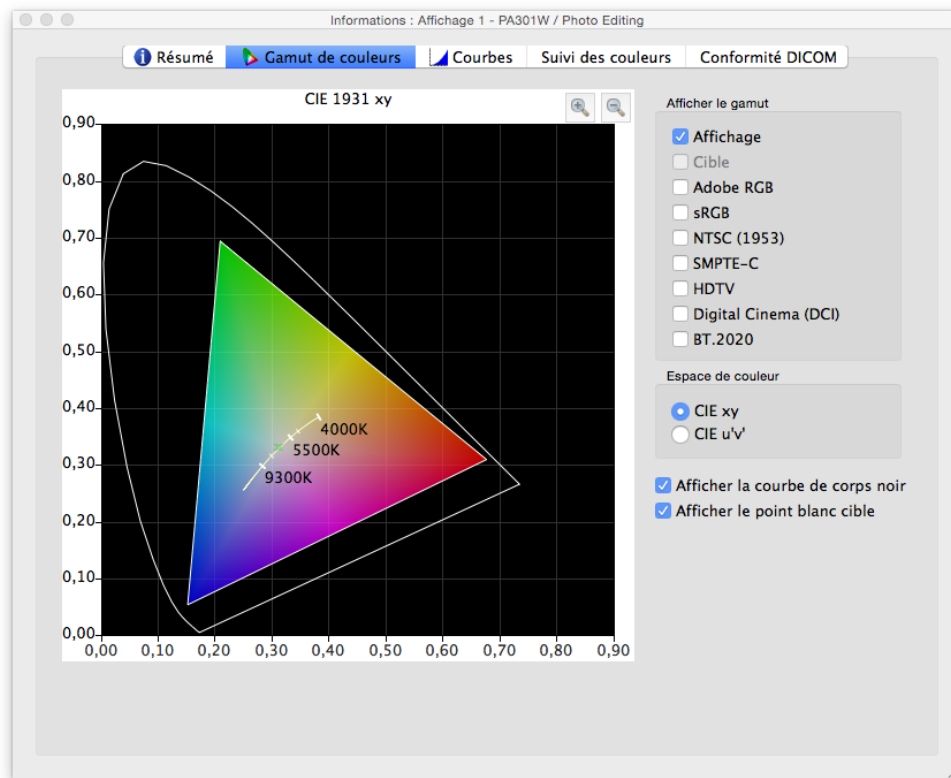 Informations : Affichage 1 - PA301W / Photo Editing
Résumé
Gamut de couleurs
Courbes
Suivi des couleurs
Conformité DICOM
CIE 1931 xy
0,90
0,80
0,70
0,60
0,50
0,40
0,30
0,20
0,10
0,00
4000K
5500K
9300K
0,00 0,10 0,20 0,30 0,40 0,50 0,60 0,70 0,80 0,90
Afficher le gamut
Affichage
Cible
Adobe RGB
sRGB
NTSC (1953)
SMPTE-C
HDTV
Digital Cinema (DCI)
BT.2020
Espace de couleur
CIE xy
CIE u'v'
Afficher la courbe de corps noir
Afficher le point blanc cible